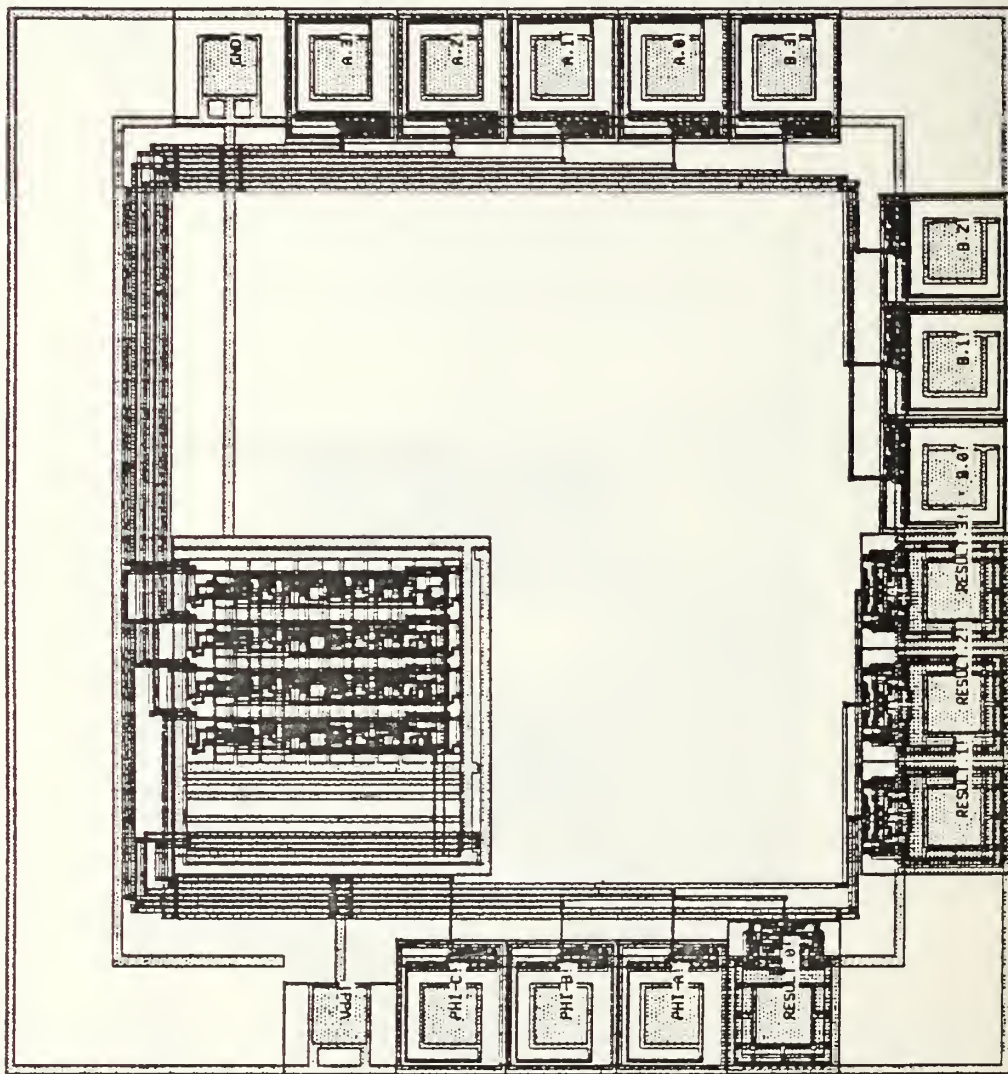 GND!
A.3!
A.2!
A.1!
A.0!
B.3!
B.2!
B.1!
B.0!
RESULT.3!
RESULT.2!
RESULT.1!
Vdd!
PHI-C!
PHI-B!
PHI-A!
RESULT.0!